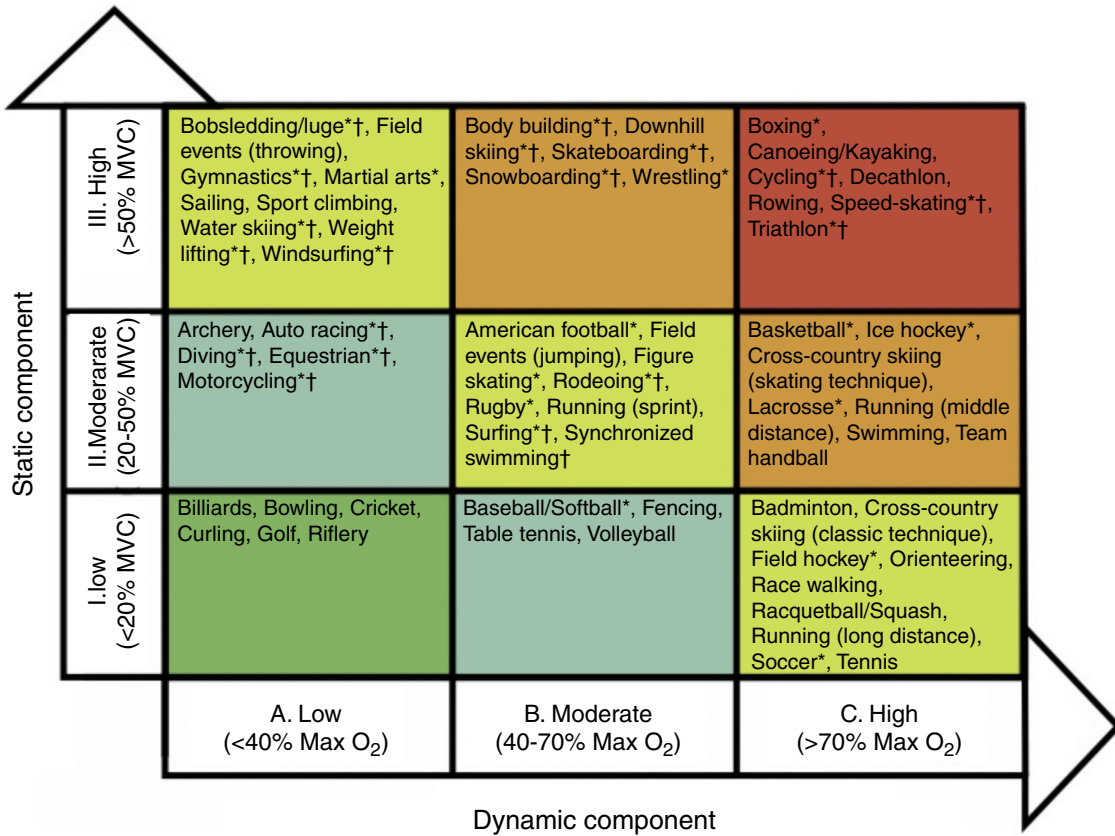 Static component
III. High
(>50% MVC)
Bobsledding/luge*†, Field
events (throwing),
Gymnastics*†, Martial arts*,
Sailing, Sport climbing,
Water skiing*†, Weight
lifting*†, Windsurfing*†
Body building*†, Downhill
skiing*†, Skateboarding*†,
Snowboarding*†, Wrestling*
Boxing*,
Canoeing/Kayaking,
Cycling*†, Decathlon,
Rowing, Speed-skating*†,
Triathlon*†
II.Moderarate
(20-50% MVC)
Archery, Auto racing*†,
Diving*†, Equestrian*†,
Motorcycling*†
American football*, Field
events (jumping), Figure
skating*, Rodeoing*†,
Rugby*, Running (sprint),
Surfing*†, Synchronized
swimming†
Basketball*, Ice hockey*,
Cross-country skiing
(skating technique),
Lacrosse*, Running (middle
distance), Swimming, Team
handball
I.low
(<20% MVC)
Billiards, Bowling, Cricket,
Curling, Golf, Riflery
Baseball/Softball*, Fencing,
Table tennis, Volleyball
Badminton, Cross-country
skiing (classic technique),
Field hockey*, Orienteering,
Race walking,
Racquetball/Squash,
Running (long distance),
Soccer*, Tennis
A. Low
(<40% Max O₂)
B. Moderate
(40-70% Max O₂)
C. High
(>70% Max O₂)
Dynamic component